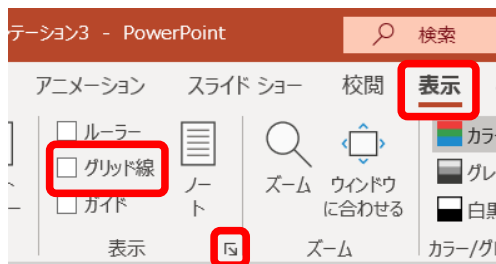 テーション3 - PowerPoint
検索
アニメーション スライド ショー 校閲 表示
ルーラー
グリッド線
ガイド
ノー
ト
ズーム
ウィンドウ
に合わせる
カラー
グレ
白黒
表示
ズーム
カラー/グ